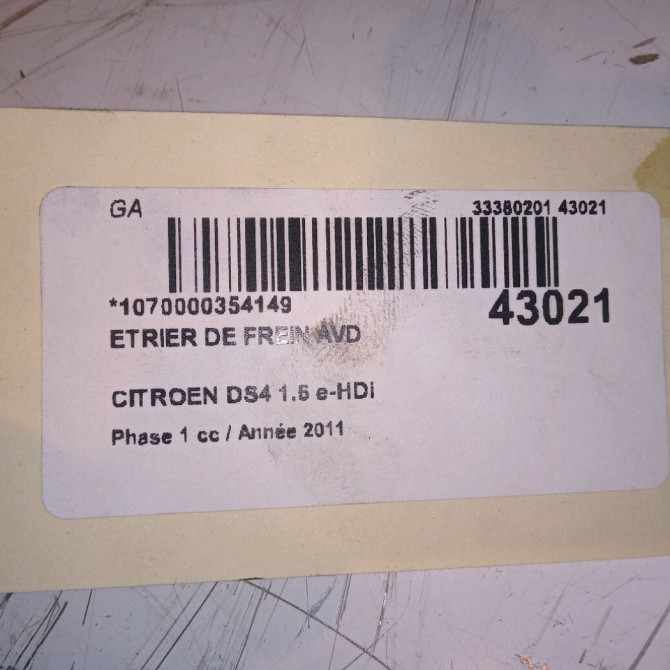 GA
33380201 43021
*1070000354149
43021
ETRIER DE FREIN AVD
CITROEN DS4 1.6 e-HDi
Phase 1 cc / Année 2011